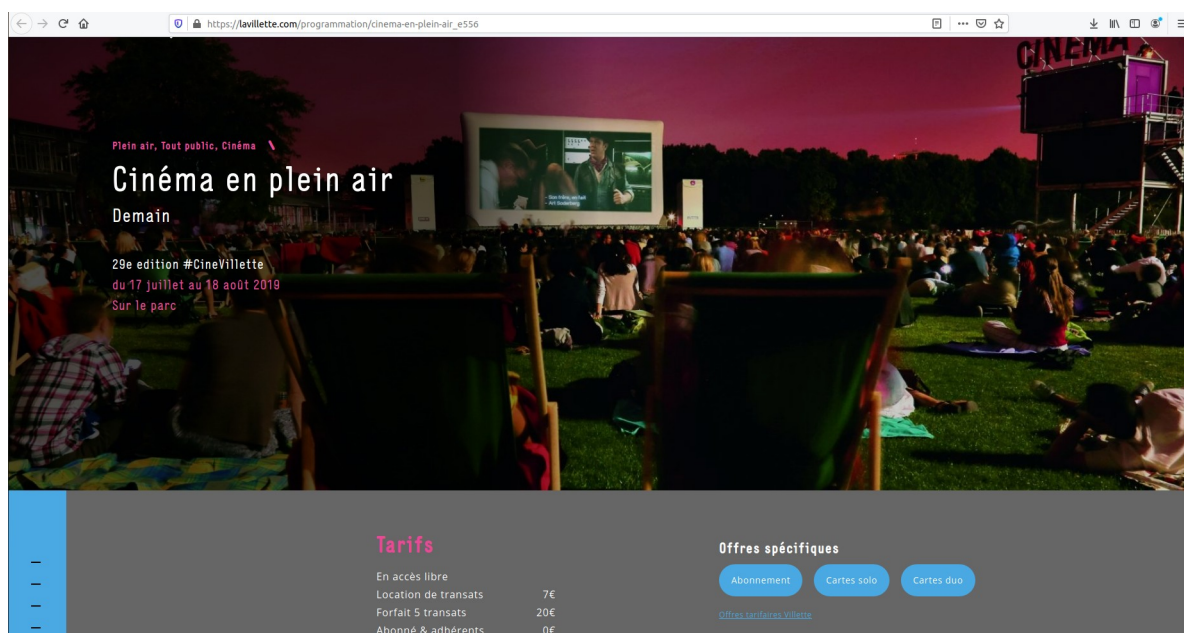 https://lavillette.com/programmation/cinema-en-plein-air_e556
CINEMA
Plein air, Tout public, Cinéma
Cinéma en plein air
Demain
29e edition #CineVillette
du 17 juillet au 18 août 2019
Sur le parc
Tarifs
En accès libre
Location de transats 7€
Forfait 5 transats 20€
Abonné & adhérents 0€
Offres spécifiques
Abonnement Cartes solo Cartes duo
Offres tarifaires Villette